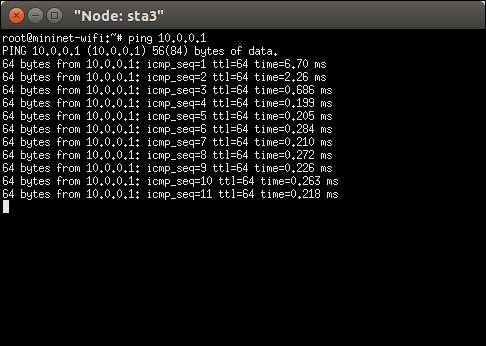 "Node: sta3"
root@mininet-wifi:~# ping 10.0.0.1
PING 10.0.0.1 (10.0.0.1) 56(84) bytes of data.
64 bytes from 10.0.0.1: icmp_seq=1 ttl=64 time=6.70 ms
64 bytes from 10.0.0.1: icmp_seq=2 ttl=64 time=2.26 ms
64 bytes from 10.0.0.1: icmp_seq=3 ttl=64 time=0.686 ms
64 bytes from 10.0.0.1: icmp_seq=4 ttl=64 time=0.199 ms
64 bytes from 10.0.0.1: icmp_seq=5 ttl=64 time=0.205 ms
64 bytes from 10.0.0.1: icmp_seq=6 ttl=64 time=0.284 ms
64 bytes from 10.0.0.1: icmp_seq=7 ttl=64 time=0.210 ms
64 bytes from 10.0.0.1: icmp_seq=8 ttl=64 time=0.272 ms
64 bytes from 10.0.0.1: icmp_seq=9 ttl=64 time=0.226 ms
64 bytes from 10.0.0.1: icmp_seq=10 ttl=64 time=0.263 ms
64 bytes from 10.0.0.1: icmp_seq=11 ttl=64 time=0.218 ms